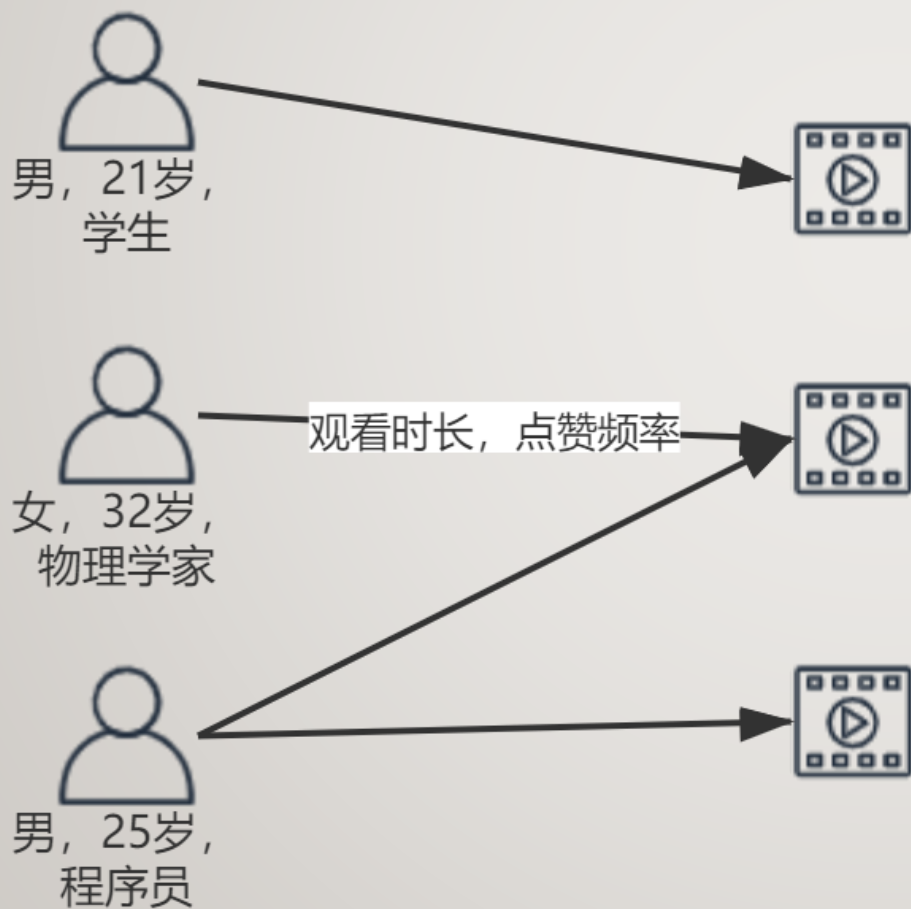 男，21岁，
学生
观看时长，点赞频率
女，32岁，
物理学家
男，25岁，
程序员